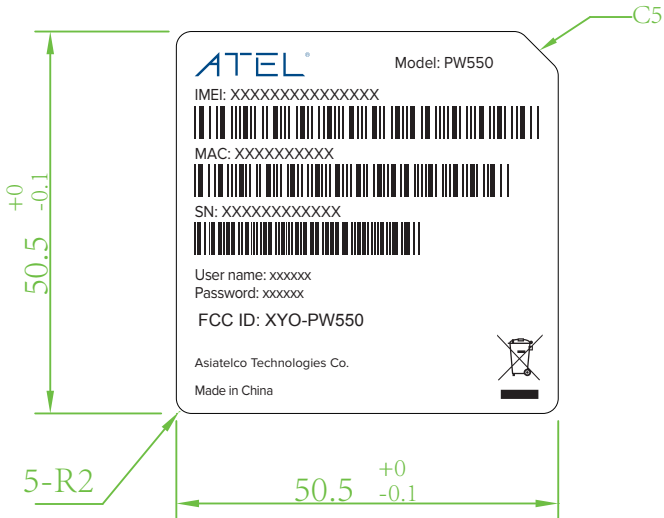 C5
ATEL®
Model: PW550
IMEI: XXXXXXXXXXXXXXX
MAC: XXXXXXXXXX
SN: XXXXXXXXXXXX
User name: xxxxxx
Password: xxxxxx
FCC ID: XYO-PW550
Asiatelco Technologies Co.
Made in China
50.5 +0 -0.1
5-R2
50.5 +0 -0.1